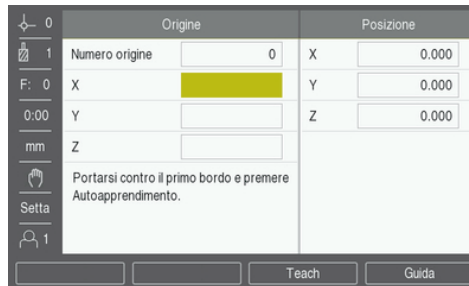 0
Origine
Posizione
1
Numero origine
0
X
0.000
F: 0
X
Y
0.000
0:00
Y
Z
0.000
mm
Z
Portarsi contro il primo bordo e premere
Autoapprendimento.
Setta
1
Teach
Guida